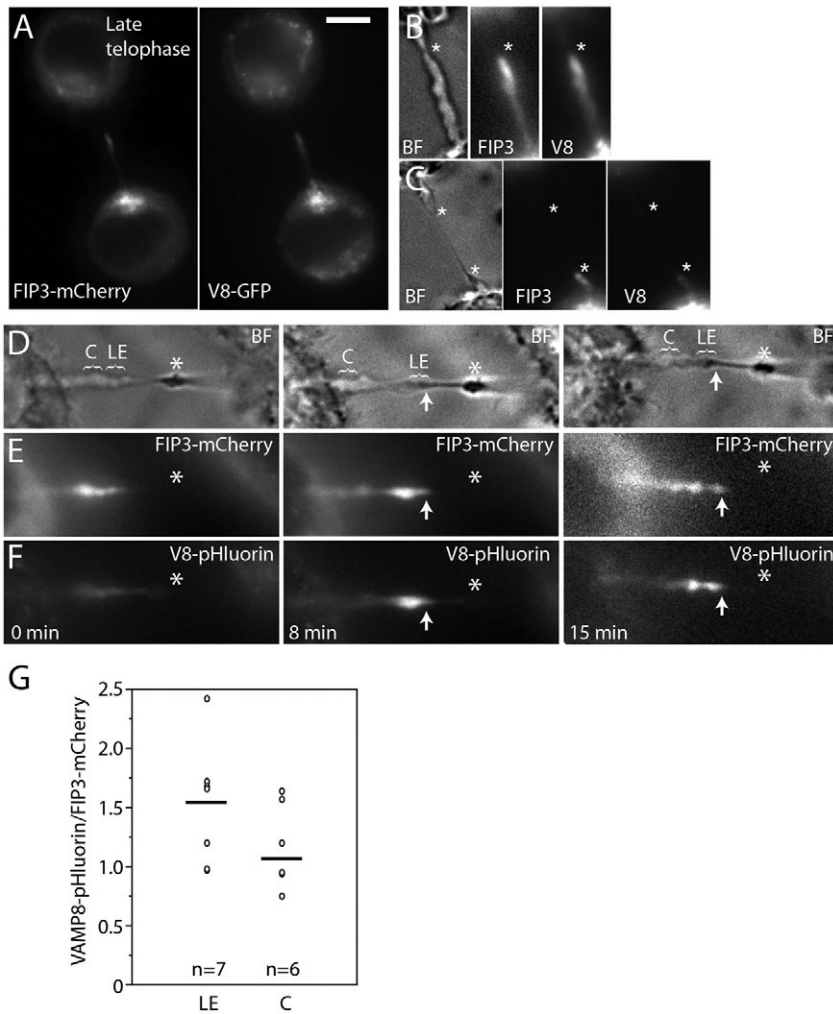 A
Late
telophase
FIP3-mCherry
V8-GFP
B
*
*
*
BF
FIP3
V8
C
*
*
*
*
*
*
BF
FIP3
V8
D
C LE
*
BF
C
LE
*
BF
C
LE
*
BF
E
FIP3-mCherry
*
FIP3-mCherry
*
FIP3-mCherry
*
F
V8-pHluorin
*
0 min
V8-pHluorin
*
8 min
V8-pHluorin
*
15 min
G
VAMP8-pHluorin/FIP3-mCherry
2.5
2.0
1.5
1.0
0.5
0
n=7
n=6
LE
C